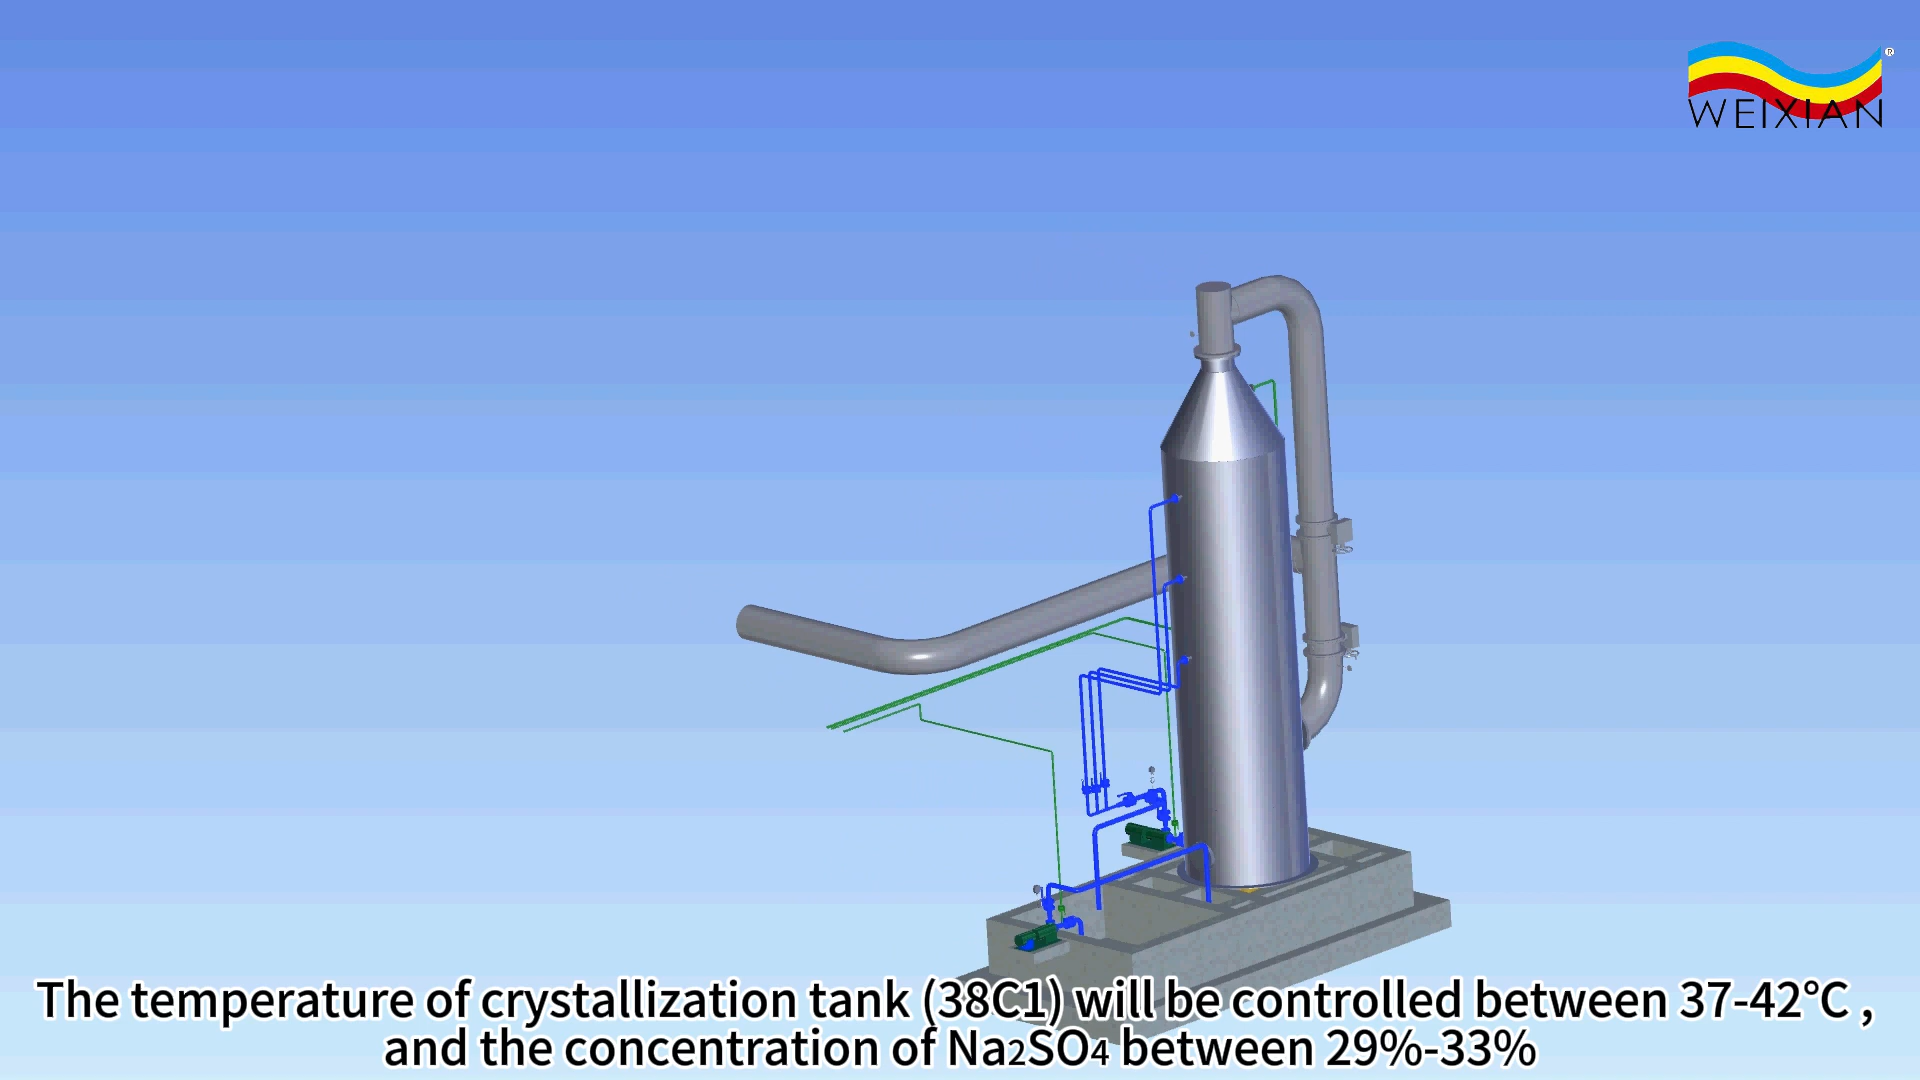 WEIXIAN
®
The temperature of crystallization tank (38C1) will be controlled between 37-42°C ,
and the concentration of Na₂SO₄ between 29%-33%